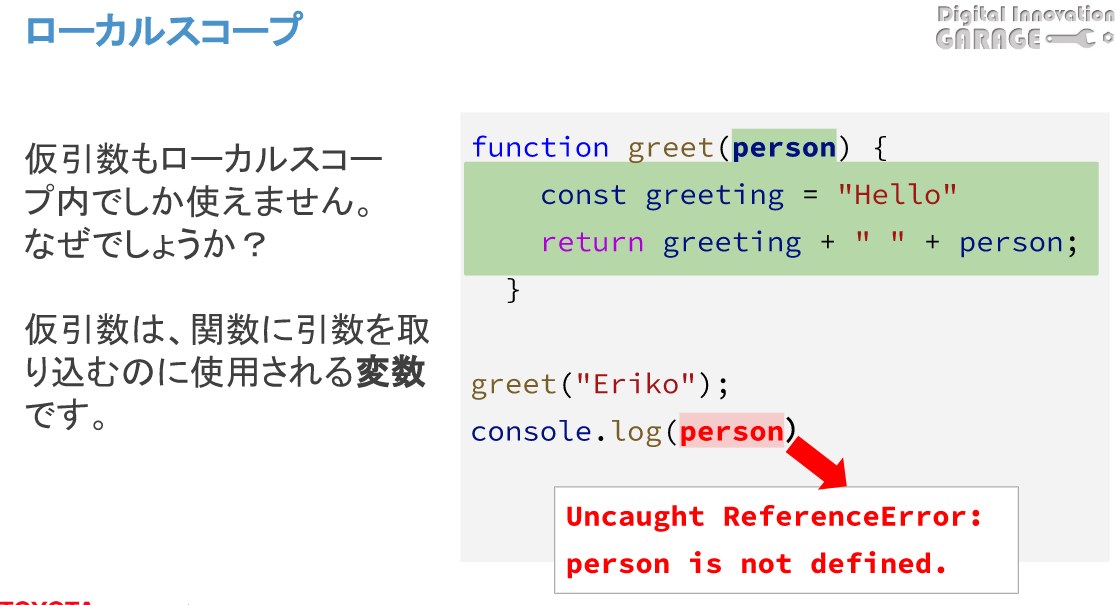 ローカルスコープ
Digital Innovation
GARAGE
仮引数もローカルスコー
プ内でしか使えません。
なぜでしょうか？
仮引数は、関数に引数を取
り込むのに使用される変数
です。
function greet(person) {
const greeting = "Hello"
return greeting + " " + person;
}
greet("Eriko");
console.log(person)
Uncaught ReferenceError:
person is not defined.
TOYOTA